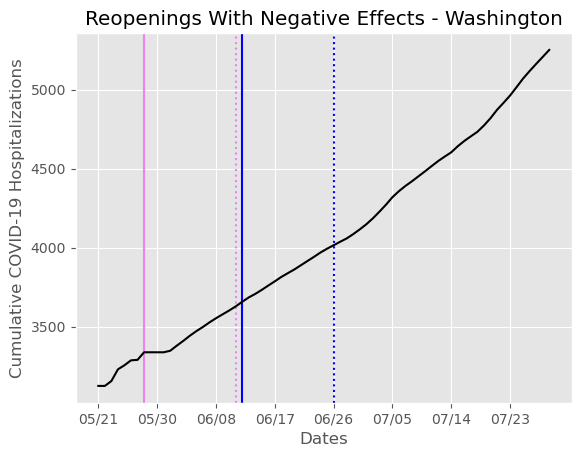 Reopenings With Negative Effects - Washington
Cumulative COVID-19 Hospitalizations
5000
4500
4000
3500
05/21 05/30 06/08 06/17 06/26 07/05 07/14 07/23
Dates